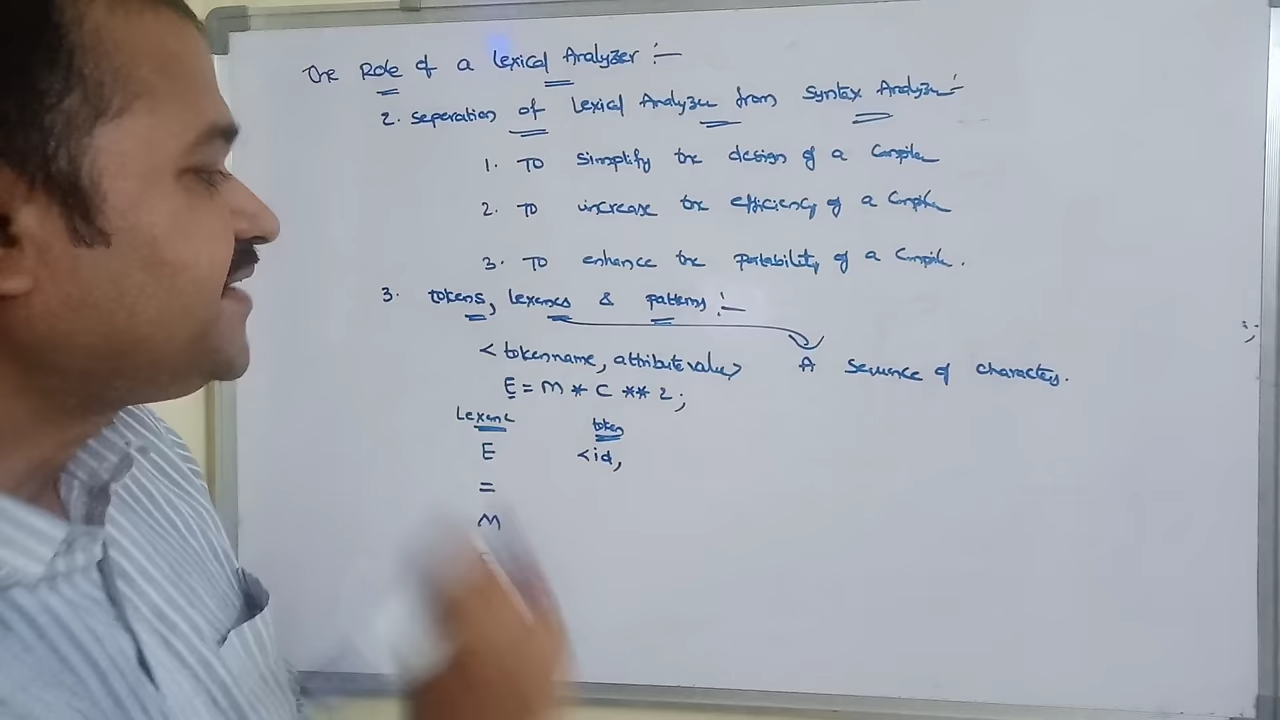 The Role of a Lexical Analyzer :-
2. Seperation of Lexical Analyzer from Syntax Analyzer :-
1. To simplify the design of a Compiler
2. To increase the efficiency of a Compiler
3. To enhance the portability of a Compiler.
3. tokens, lexemes & patterns :-
< tokenname, attribute value> A sequence of characters.
E = M * C ** 2 ;
Lexeme token
E <id,
=
M